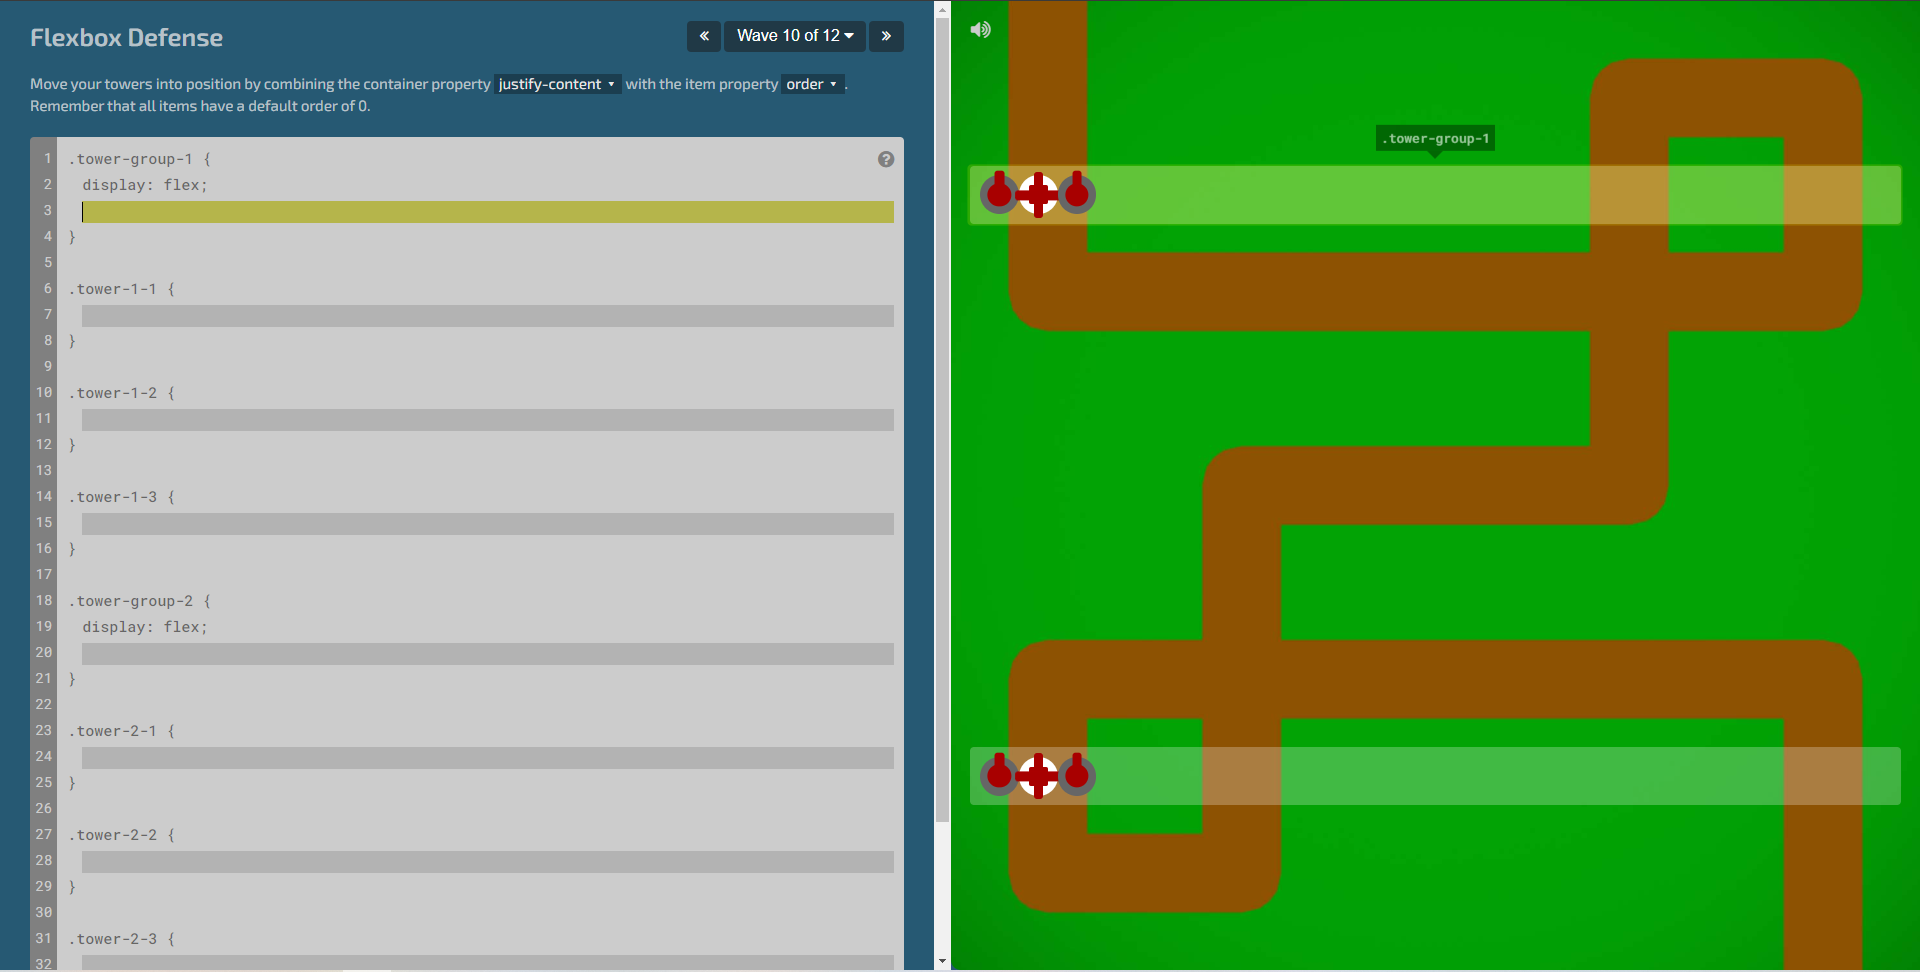 Flexbox Defense
« Wave 10 of 12 »
Move your towers into position by combining the container property justify-content with the item property order .
Remember that all items have a default order of 0.
1 .tower-group-1 {
2 display: flex;
3
4 }
5
6 .tower-1-1 {
7
8 }
9
10 .tower-1-2 {
11
12 }
13
14 .tower-1-3 {
15
16 }
17
18 .tower-group-2 {
19 display: flex;
20
21 }
22
23 .tower-2-1 {
24
25 }
26
27 .tower-2-2 {
28
29 }
30
31 .tower-2-3 {
32
?
.tower-group-1